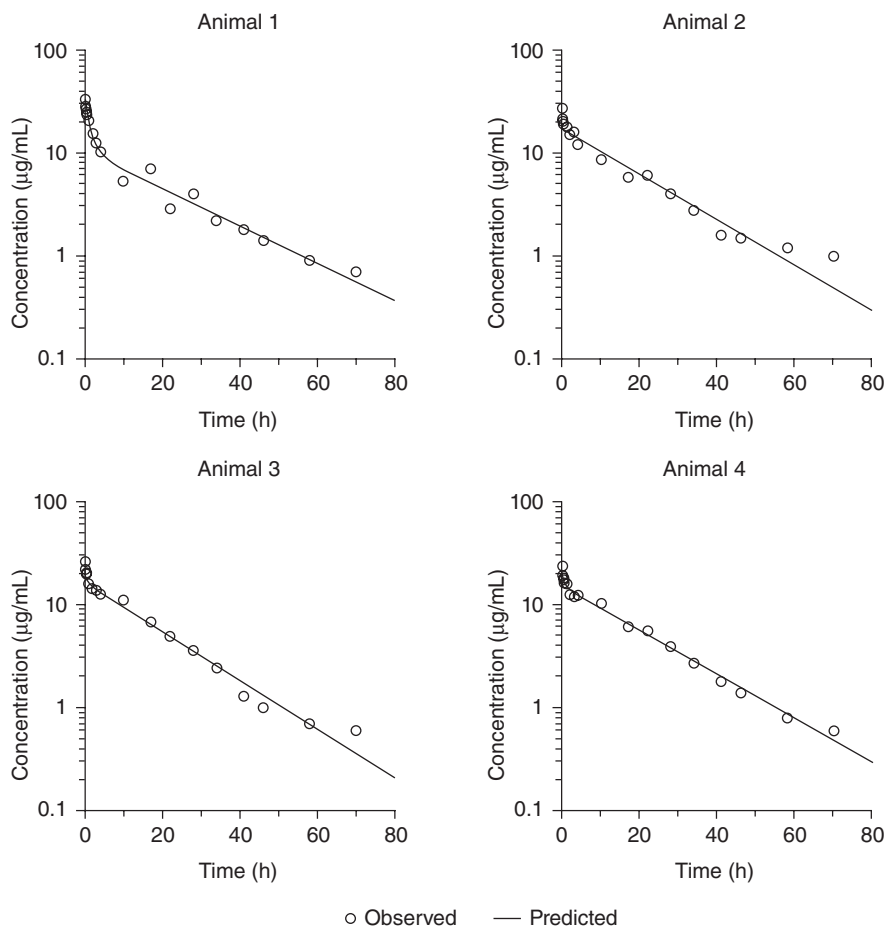 Animal 1
Animal 2
Concentration (μg/mL)
100
10
1
0.1
0 20 40 60 80
Time (h)
Concentration (μg/mL)
100
10
1
0.1
0 20 40 60 80
Time (h)
Animal 3
Animal 4
Concentration (μg/mL)
100
10
1
0.1
0 20 40 60 80
Time (h)
Concentration (μg/mL)
100
10
1
0.1
0 20 40 60 80
Time (h)
Observed Predicted